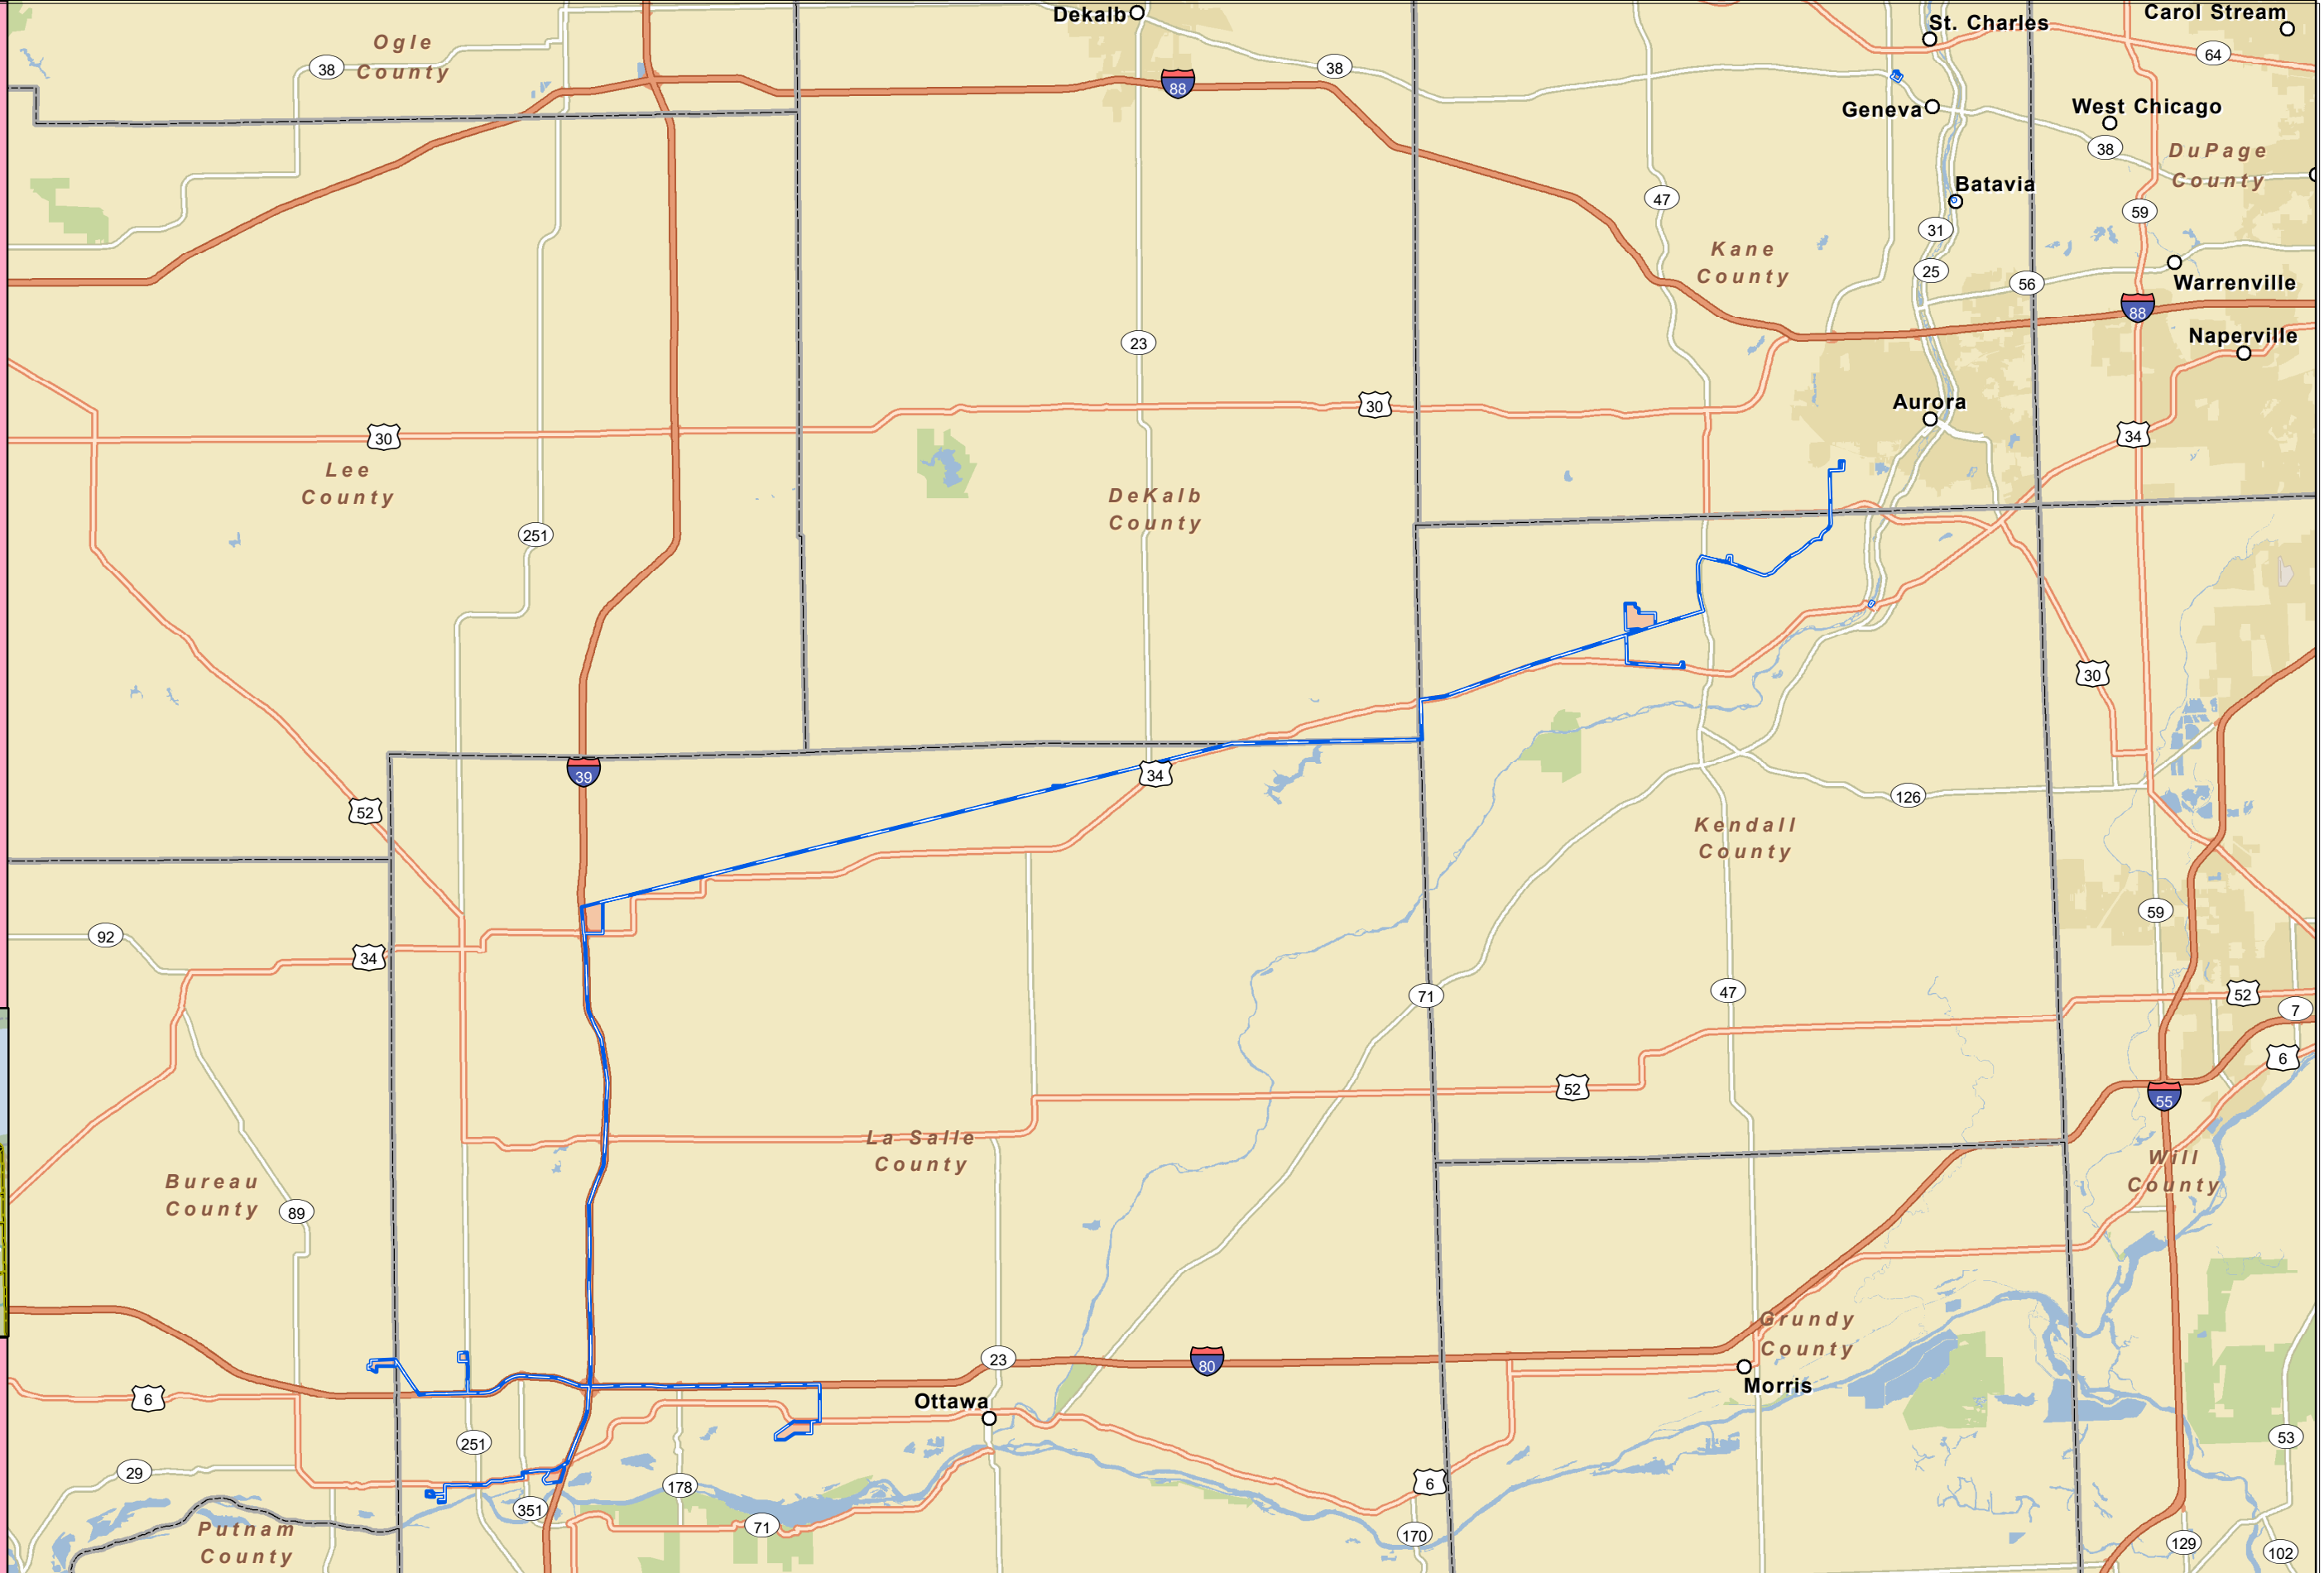 Dekalb
St. Charles
Carol Stream
Ogle
County
38
38
64
88
Geneva
West Chicago
38
DuPage
County
Batavia
47
59
31
Kane
County
25
56
Warrenville
88
23
Naperville
30
30
Aurora
34
Lee
County
DeKalb
County
251
30
39
34
52
126
Kendall
County
59
92
34
71
47
52
7
6
52
55
La Salle
County
Will
County
Bureau
County
89
Grundy
County
23
80
6
Ottawa
Morris
251
53
29
178
6
351
71
170
Putnam
County
129
102